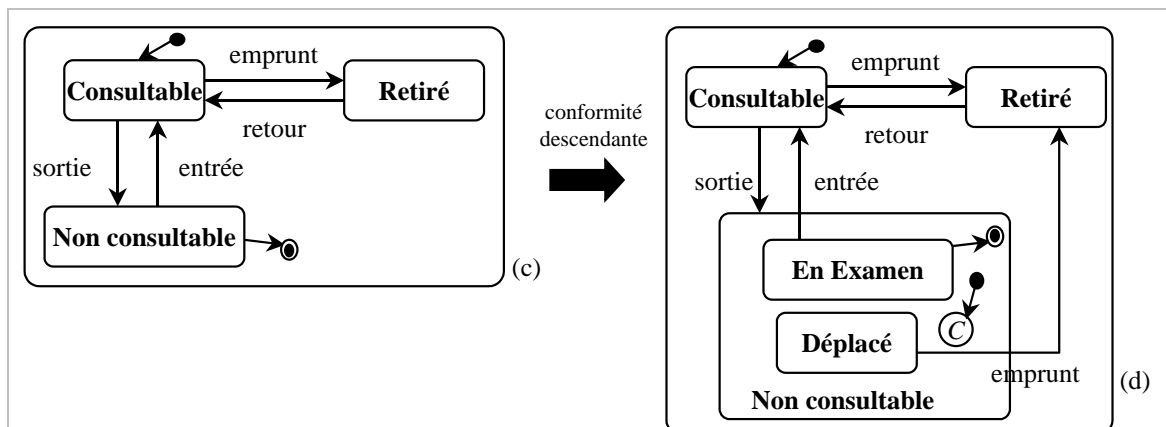 emprunt
Consultable
Retiré
retour
sortie
entrée
Non consultable
(c)
conformité
descendante
emprunt
Consultable
Retiré
retour
sortie
entrée
En Examen
C
Déplacé
emprunt
Non consultable
(d)